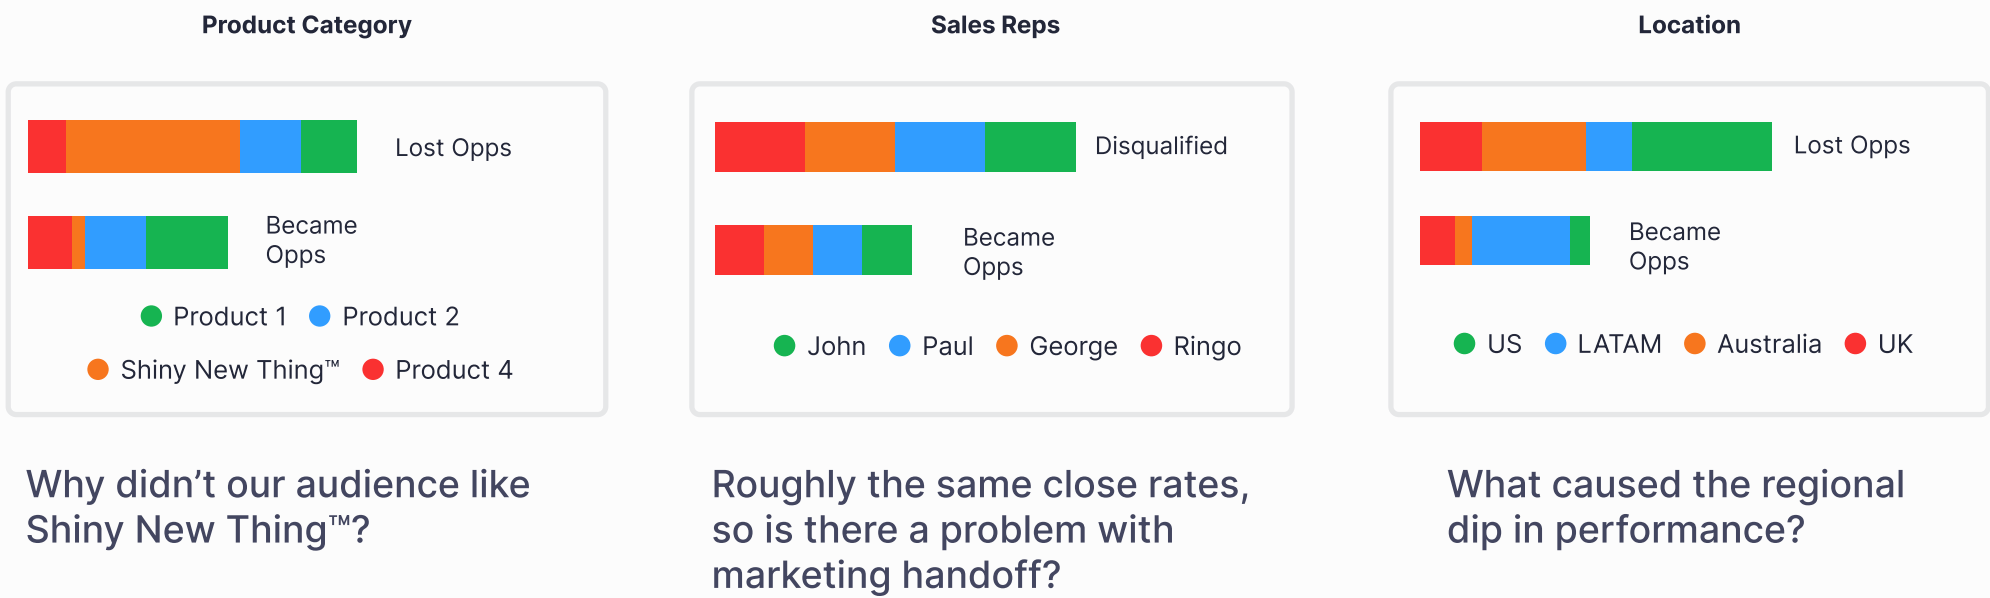 Product Category
Lost Opps
Became
Opps
Product 1 Product 2
Shiny New Thing™ Product 4
Why didn’t our audience like
Shiny New Thing™?
Sales Reps
Disqualified
Became
Opps
John Paul George Ringo
Roughly the same close rates,
so is there a problem with
marketing handoff?
Location
Lost Opps
Became
Opps
US LATAM Australia UK
What caused the regional
dip in performance?